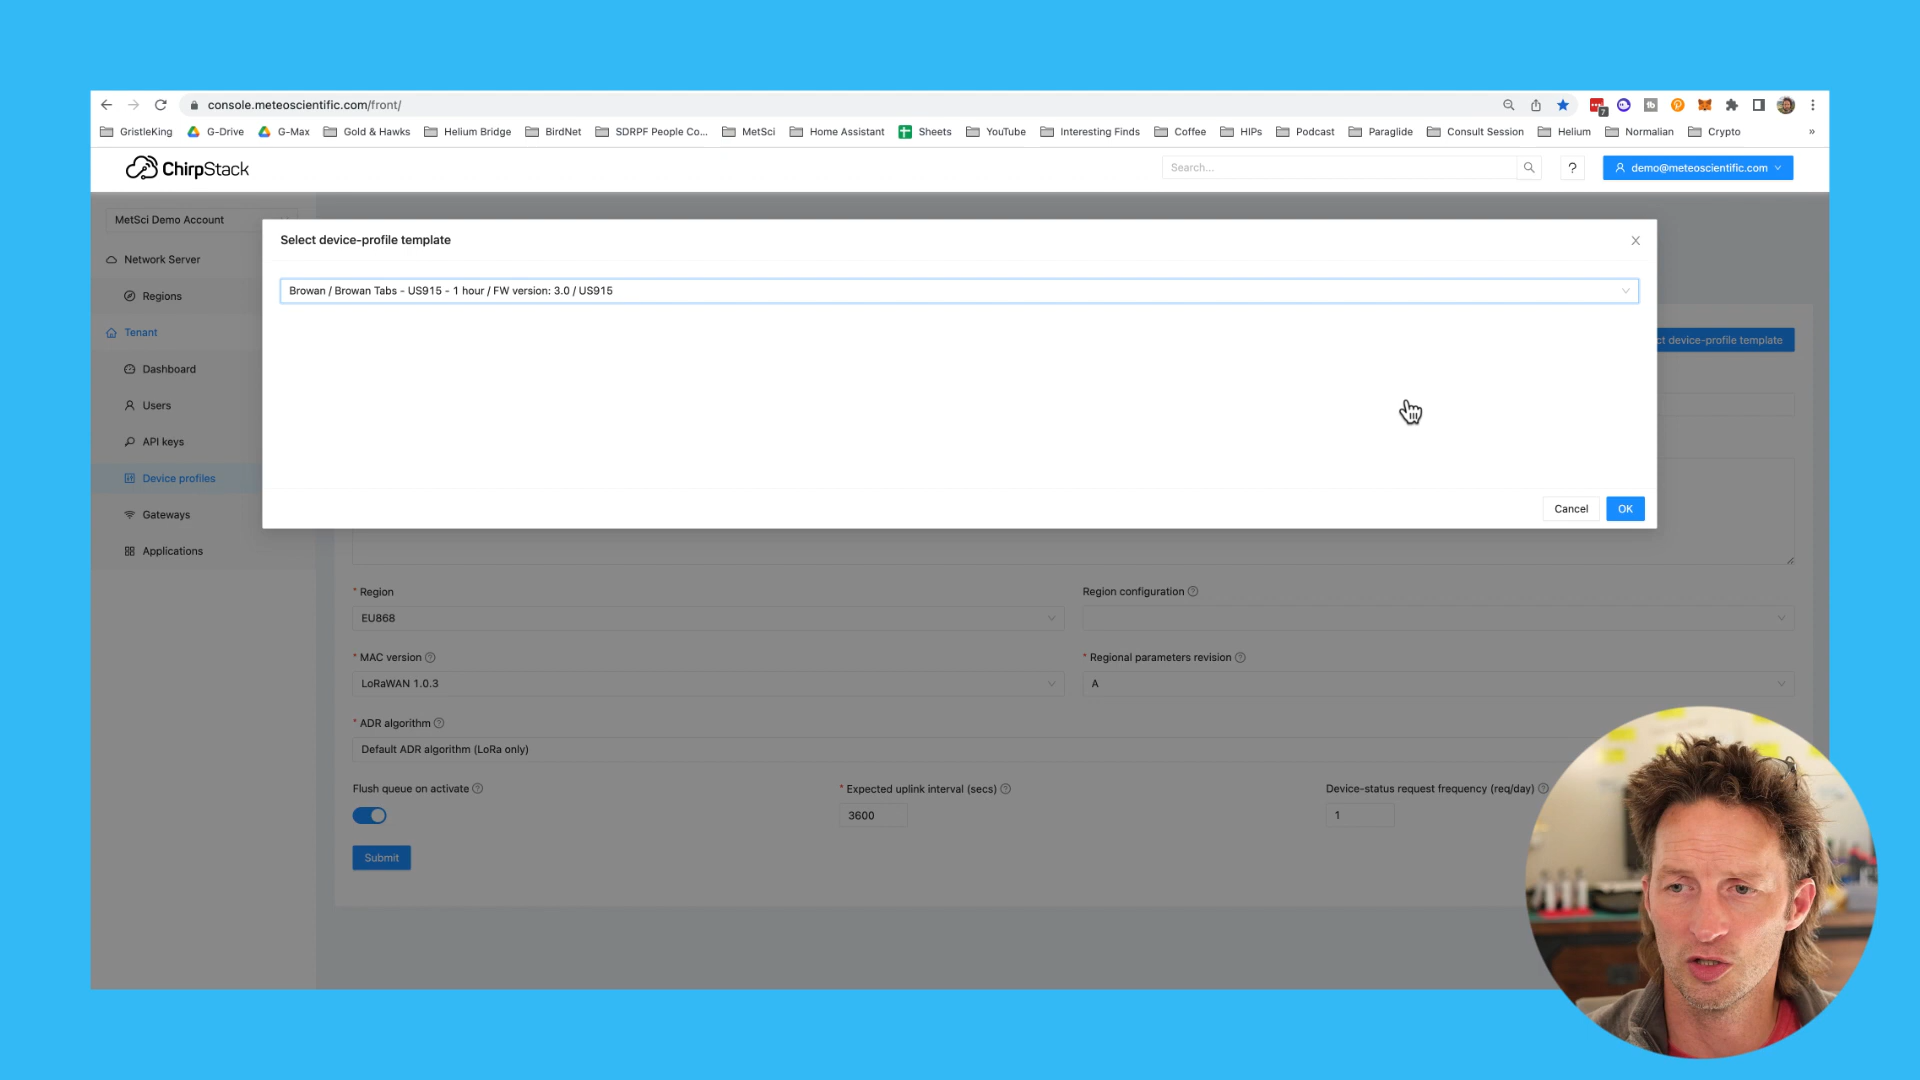 console.meteoscientific.com/front/
7
GristleKing G-Drive G-Max Gold & Hawks Helium Bridge BirdNet SDRPF People Co... MetSci Home Assistant Sheets YouTube Interesting Finds Coffee HIPs Podcast Paraglide Consult Session Helium Normalian Crypto »
ChirpStack
Search...
?
demo@meteoscientific.com
MetSci Demo Account
Network Server
Regions
Tenant
Dashboard
Users
API keys
Device profiles
Gateways
Applications
Select device-profile template
Browan / Browan Tabs - US915 - 1 hour / FW version: 3.0 / US915
ct device-profile template
Cancel
OK
* Region
EU868
Region configuration
* MAC version
LoRaWAN 1.0.3
* Regional parameters revision
A
* ADR algorithm
Default ADR algorithm (LoRa only)
Flush queue on activate
* Expected uplink interval (secs)
3600
Device-status request frequency (req/day)
1
Submit